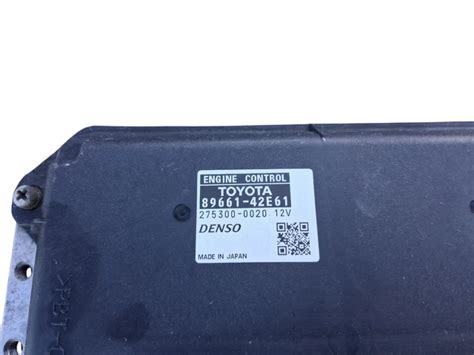 ENGINE CONTROL
TOYOTA
89661-42E61
275300-0020 12V
DENSO
MADE IN JAPAN